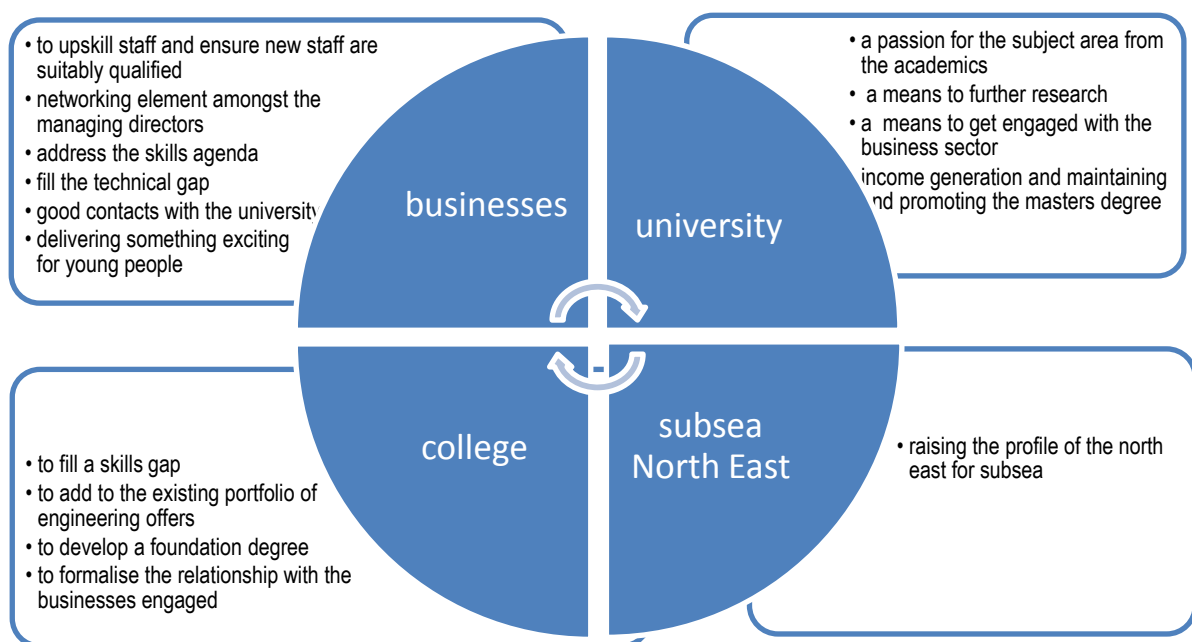 • to upskill staff and ensure new staff are
suitably qualified
• networking element amongst the
managing directors
• address the skills agenda
• fill the technical gap
• good contacts with the university
• delivering something exciting
for young people
businesses
• a passion for the subject area from
the academics
• a means to further research
• a means to get engaged with the
business sector
income generation and maintaining
and promoting the masters degree
university
college
• to fill a skills gap
• to add to the existing portfolio of
engineering offers
• to develop a foundation degree
• to formalise the relationship with the
businesses engaged
subsea
North East
• raising the profile of the north
east for subsea